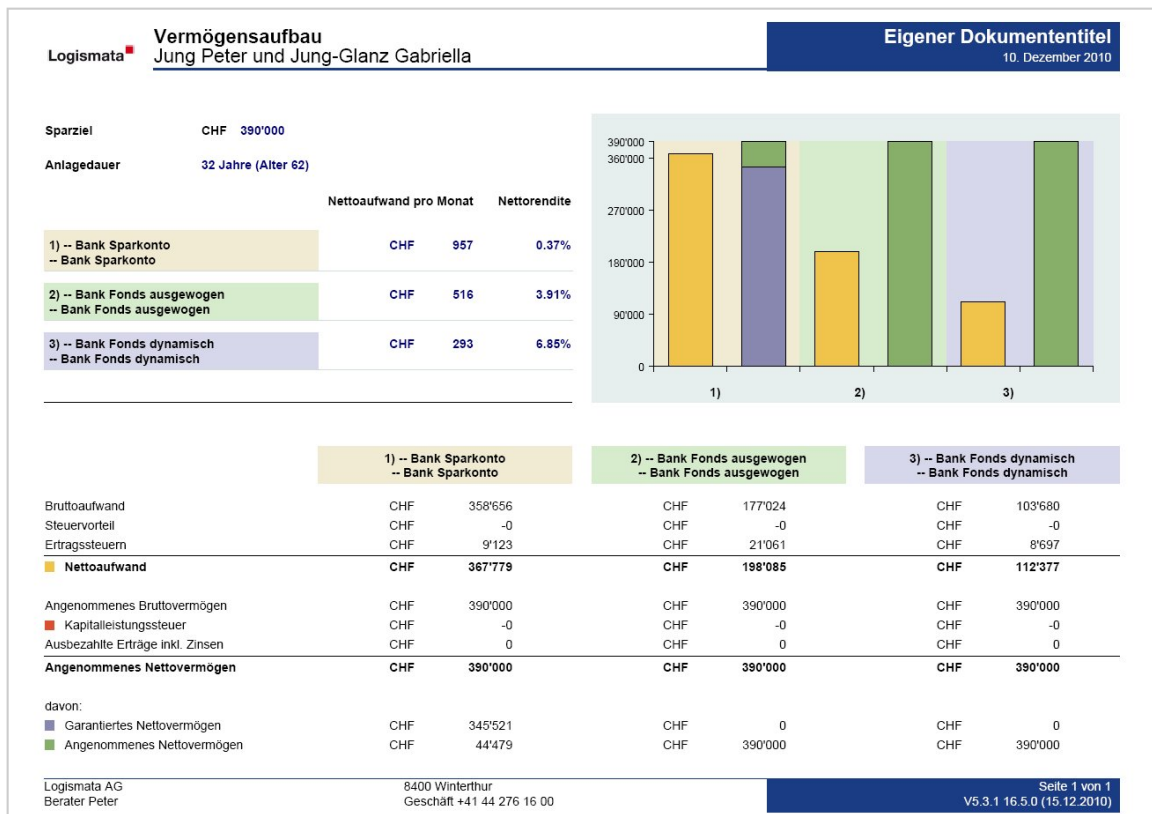 Logismata
Vermögensaufbau
Jung Peter und Jung-Glanz Gabriella
Eigener Dokumententitel
10. Dezember 2010
Sparziel CHF 390'000
Anlagedauer 32 Jahre (Alter 62)
Nettoaufwand pro Monat Nettorendite
1) -- Bank Sparkonto CHF 957 0.37%
-- Bank Sparkonto
2) -- Bank Fonds ausgewogen CHF 516 3.91%
-- Bank Fonds ausgewogen
3) -- Bank Fonds dynamisch CHF 293 6.85%
-- Bank Fonds dynamisch
390'000
360'000
270'000
180'000
90'000
0
1) 2) 3)
1) -- Bank Sparkonto 2) -- Bank Fonds ausgewogen 3) -- Bank Fonds dynamisch
-- Bank Sparkonto -- Bank Fonds ausgewogen -- Bank Fonds dynamisch
Bruttoaufwand CHF 358'656 CHF 177'024 CHF 103'680
Steuervorteil CHF -0 CHF -0 CHF -0
Ertragssteuern CHF 9'123 CHF 21'061 CHF 8'697
Nettoaufwand CHF 367'779 CHF 198'085 CHF 112'377
Angenommenes Bruttovermögen CHF 390'000 CHF 390'000 CHF 390'000
Kapitalleistungssteuer CHF -0 CHF -0 CHF -0
Ausbezahlte Erträge inkl. Zinsen CHF 0 CHF 0 CHF 0
Angenommenes Nettovermögen CHF 390'000 CHF 390'000 CHF 390'000
davon:
Garantiertes Nettovermögen CHF 345'521 CHF 0 CHF 0
Angenommenes Nettovermögen CHF 44'479 CHF 390'000 CHF 390'000
Logismata AG 8400 Winterthur Seite 1 von 1
Berater Peter Geschäft +41 44 276 16 00 V5.3.1 16.5.0 (15.12.2010)